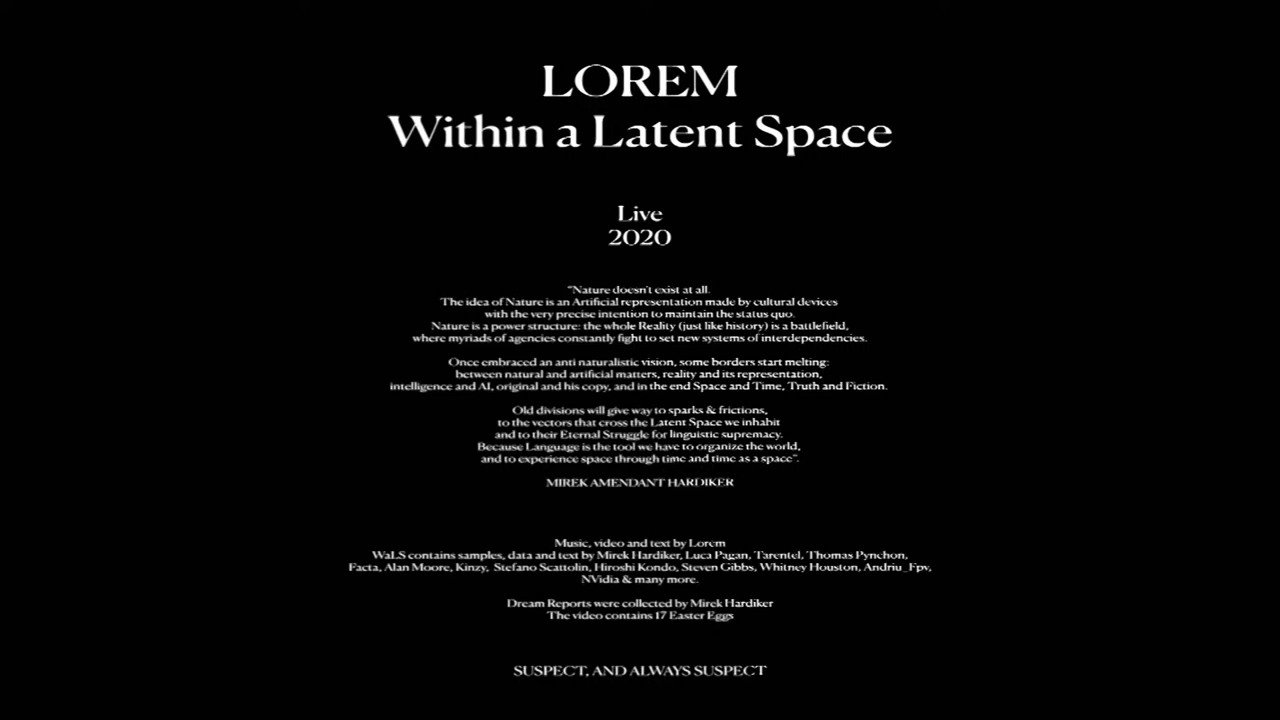 LOREM
Within a Latent Space
Live
2020
“Nature doesn't exist at all.
The idea of Nature is an Artificial representation made by cultural devices
with the very precise intention to maintain the status quo.
Nature is a power structure: the whole Reality (just like history) is a battlefield,
where myriads of agencies constantly fight to set new systems of interdependencies.
Once embraced an anti naturalistic vision, some borders start melting:
between natural and artificial matters, reality and its representation,
intelligence and AI, original and his copy, and in the end Space and Time, Truth and Fiction.
Old divisions will give way to sparks & frictions,
to the vectors that cross the Latent Space we inhabit
and to their Eternal Struggle for linguistic supremacy.
Because Language is the tool we have to organize the world,
and to experience space through time and time as a space”.
MIREK AMENDANT HARDIKER
Music, video and text by Lorem
WaLS contains samples, data and text by Mirek Hardiker, Luca Pagan, Tarentel, Thomas Pynchon,
Facta, Alan Moore, Kinzy, Stefano Scattolin, Hiroshi Kondo, Steven Gibbs, Whitney Houston, Andriu_Fpv,
NVidia & many more.
Dream Reports were collected by Mirek Hardiker
The video contains 17 Easter Eggs
SUSPECT, AND ALWAYS SUSPECT